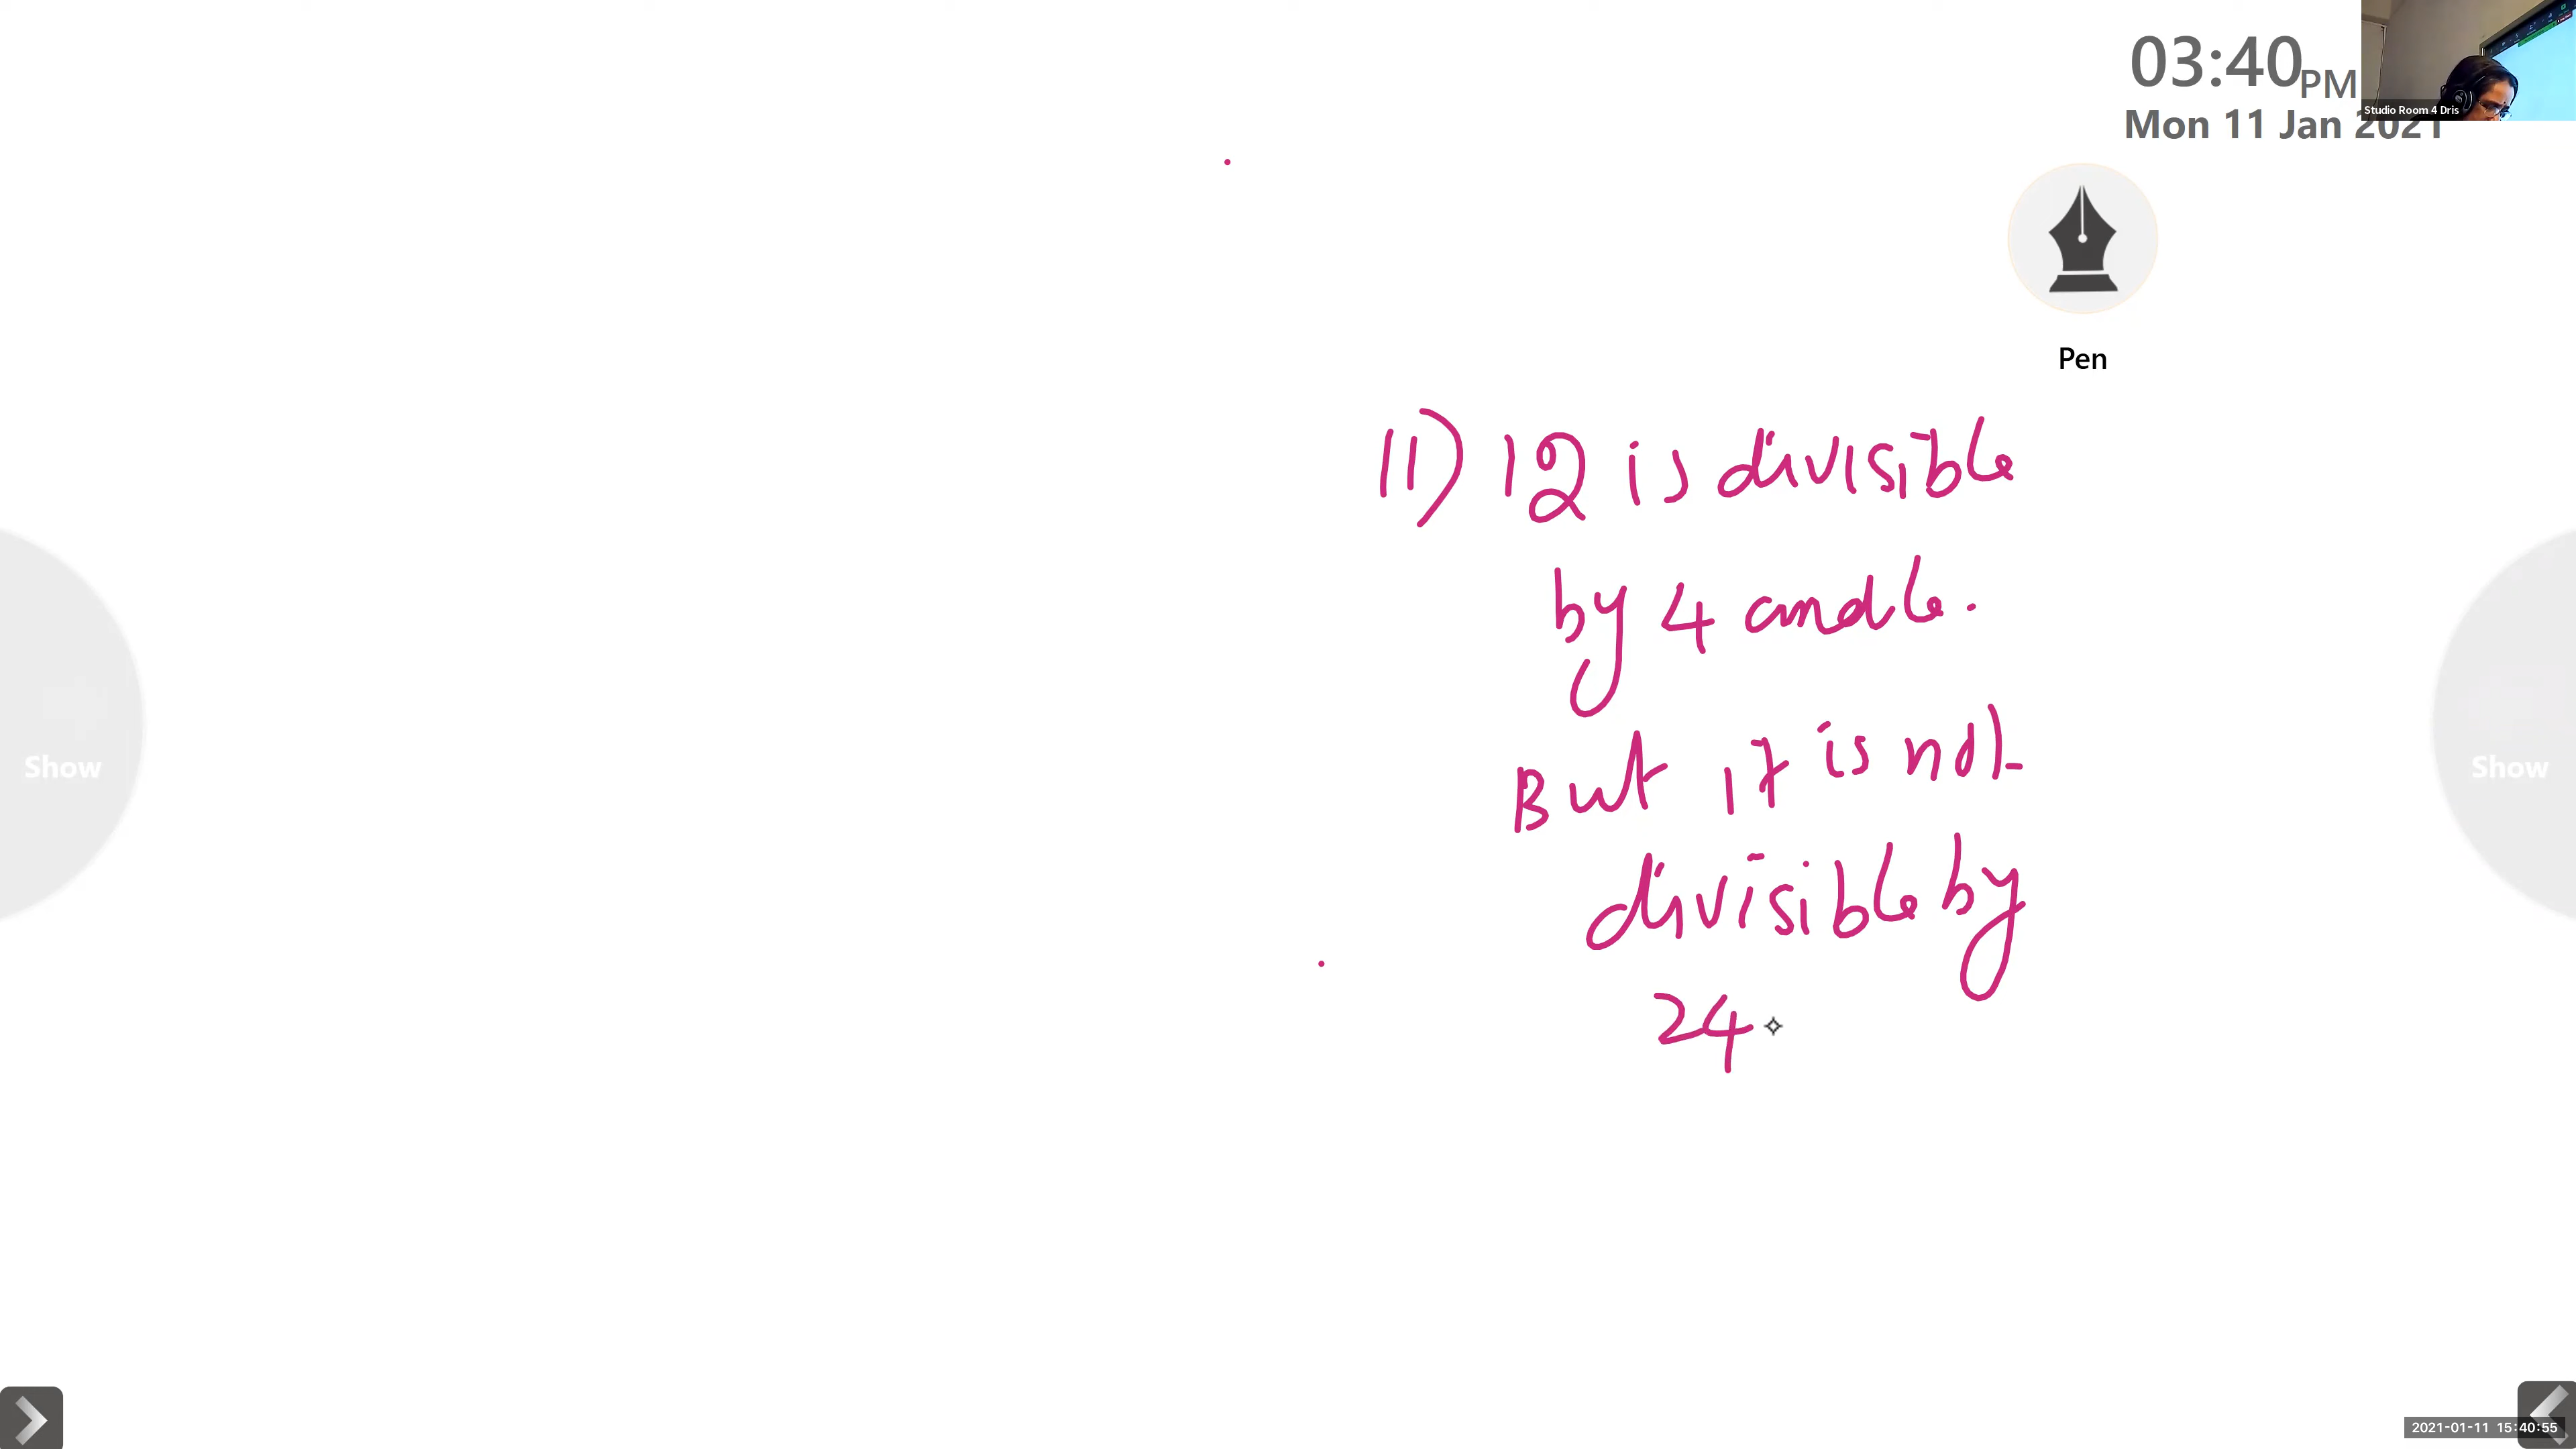 03:40PM
Studio Room 4 Dris
Mon 11 Jan 2021
Pen
11) 12 is divisible
by 4 and 6.
But it is not
divisible by
24
Show
Show
2021-01-11 15:40:55